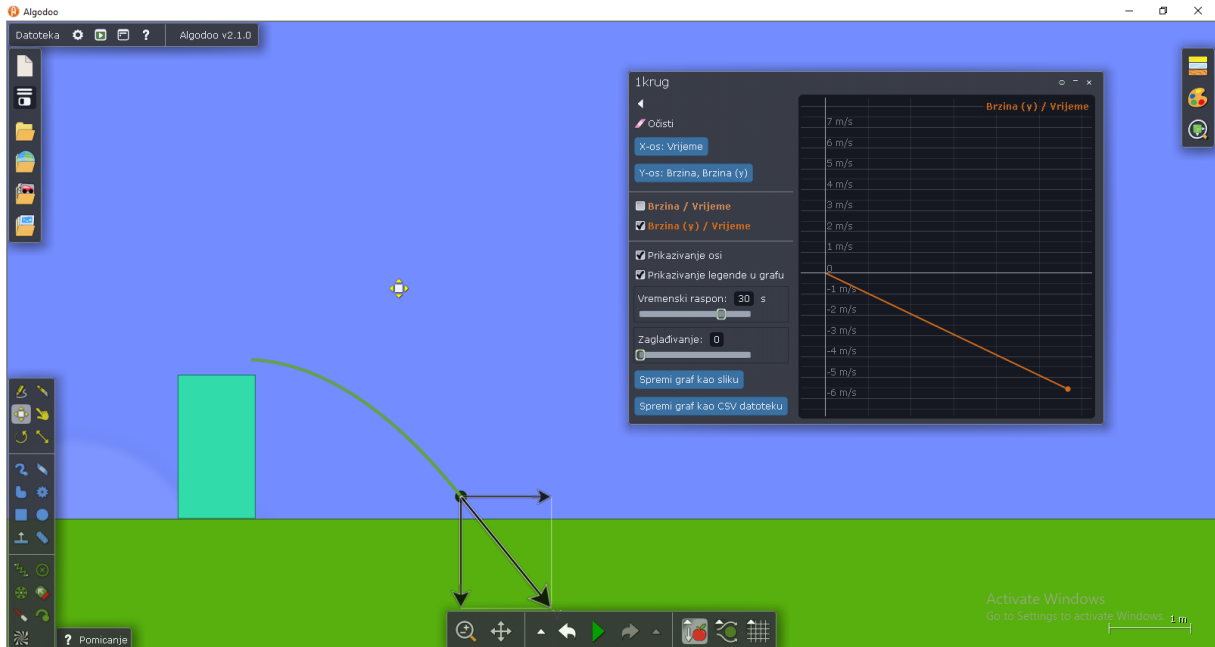 Algodoo
Datoteka ? Algodoo v2.1.0
1krug
Očisti
X-os: Vrijeme
Y-os: Brzina, Brzina (y)
Brzina / Vrijeme
Brzina (y) / Vrijeme
Prikazivanje osi
Prikazivanje legende u grafu
Vremenski raspon: 30 s
Zaglađivanje: 0
Spremi graf kao sliku
Spremi graf kao CSV datoteku
Brzina (y) / Vrijeme
7 m/s
6 m/s
5 m/s
4 m/s
3 m/s
2 m/s
1 m/s
0
-1 m/s
-2 m/s
-3 m/s
-4 m/s
-5 m/s
-6 m/s
? Pomicanje
Activate Windows
Go to Settings to activate Windows.
1 m